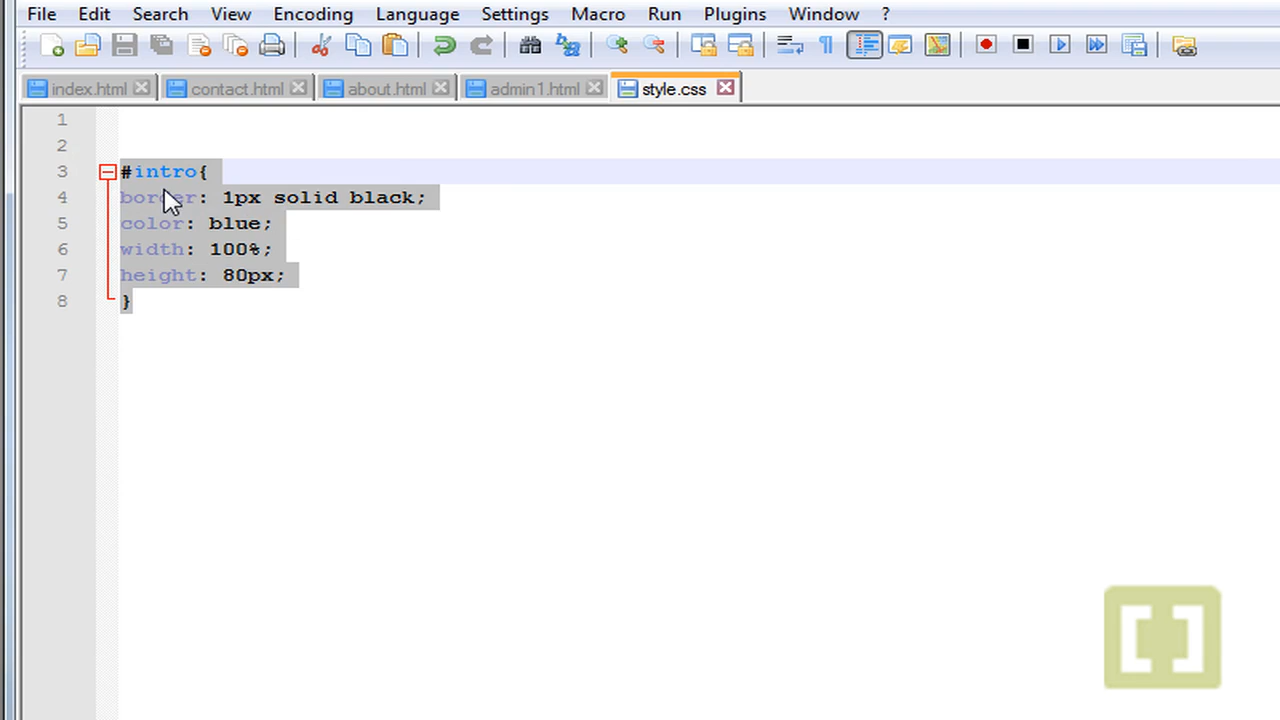 File Edit Search View Encoding Language Settings Macro Run Plugins Window ?
index.html contact.html about.html admin1.html style.css
1
2
3 #intro{
4 border: 1px solid black;
5 color: blue;
6 width: 100%;
7 height: 80px;
8 }